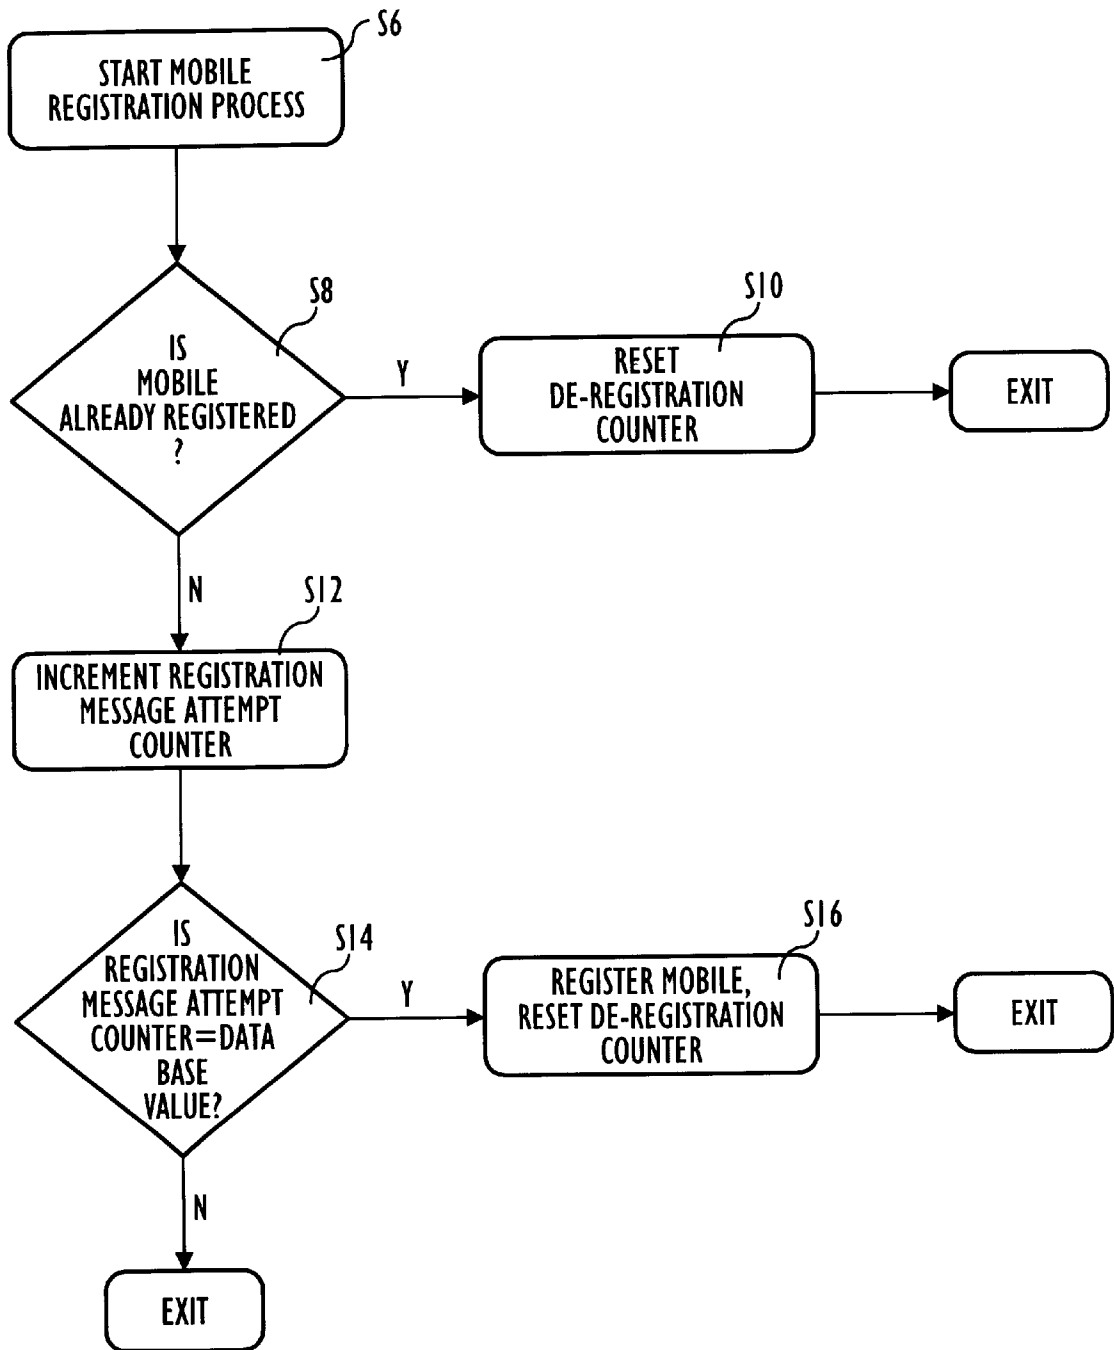 S6
START MOBILE
REGISTRATION PROCESS
S8
IS
MOBILE
ALREADY REGISTERED
?
Y
S10
RESET
DE-REGISTRATION
COUNTER
EXIT
N
S12
INCREMENT REGISTRATION
MESSAGE ATTEMPT
COUNTER
S14
IS
REGISTRATION
MESSAGE ATTEMPT
COUNTER=DATA
BASE
VALUE?
Y
S16
REGISTER MOBILE,
RESET DE-REGISTRATION
COUNTER
EXIT
N
EXIT